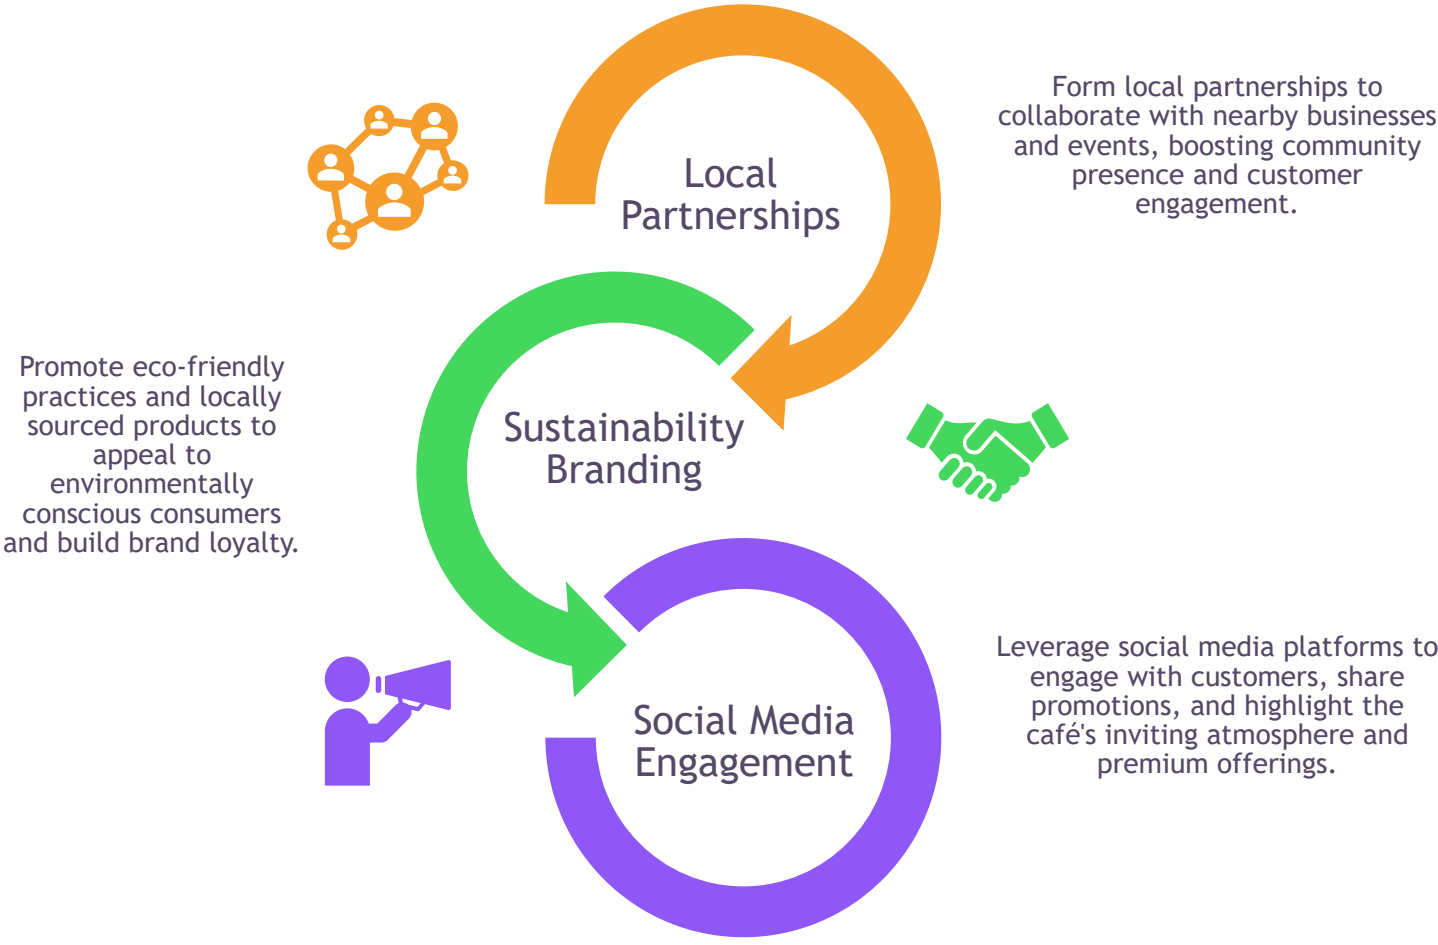 Local
Partnerships
Form local partnerships to
collaborate with nearby businesses
and events, boosting community
presence and customer
engagement.
Sustainability
Branding
Promote eco-friendly
practices and locally
sourced products to
appeal to
environmentally
conscious consumers
and build brand loyalty.
Social Media
Engagement
Leverage social media platforms to
engage with customers, share
promotions, and highlight the
café's inviting atmosphere and
premium offerings.